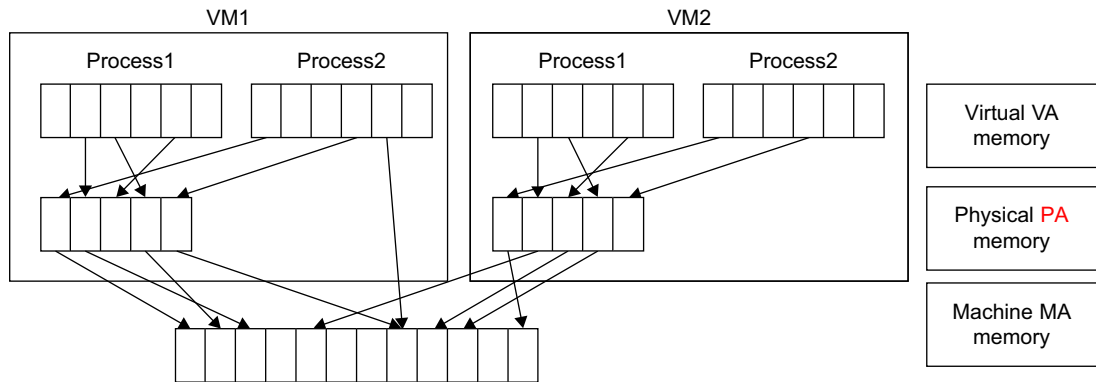 VM1
VM2
Process1
Process2
Process1
Process2
Virtual VA
memory
Physical PA
memory
Machine MA
memory